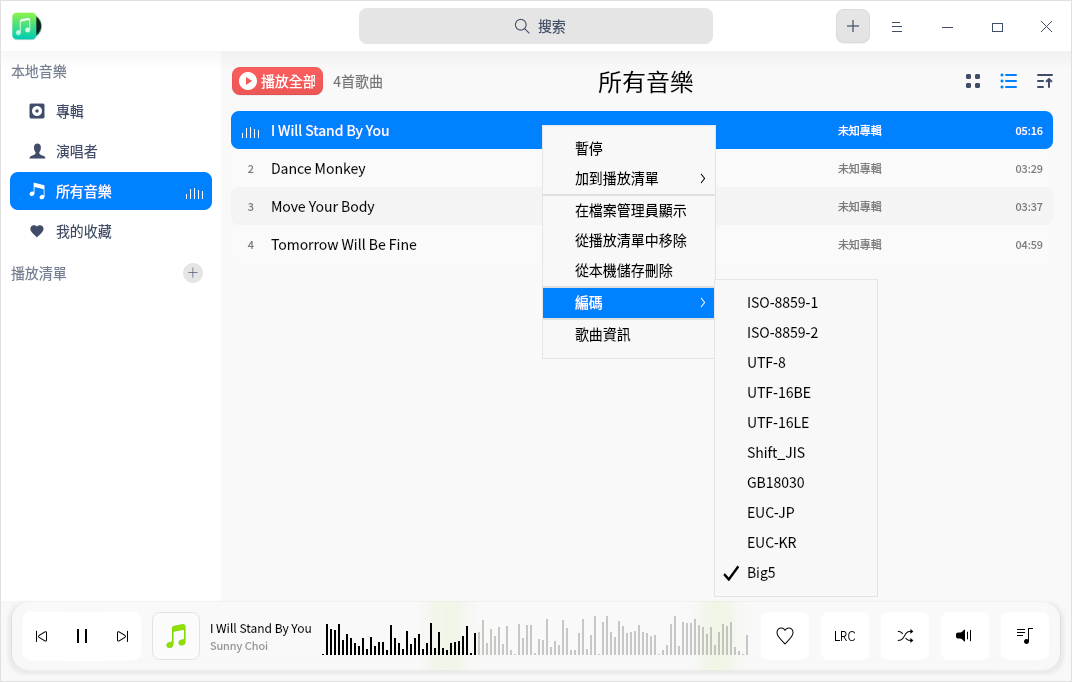 搜索
本地音樂
專輯
演唱者
所有音樂
我的收藏
播放清單
播放全部
4首歌曲
所有音樂
I Will Stand By You 未知專輯 05:16
2 Dance Monkey 未知專輯 03:29
3 Move Your Body 未知專輯 03:37
4 Tomorrow Will Be Fine 未知專輯 04:59
暫停
加到播放清單
在檔案管理員顯示
從播放清單中移除
從本機儲存刪除
編碼
歌曲資訊
ISO-8859-1
ISO-8859-2
UTF-8
UTF-16BE
UTF-16LE
Shift_JIS
GB18030
EUC-JP
EUC-KR
Big5
I Will Stand By You
Sunny Choi
LRC